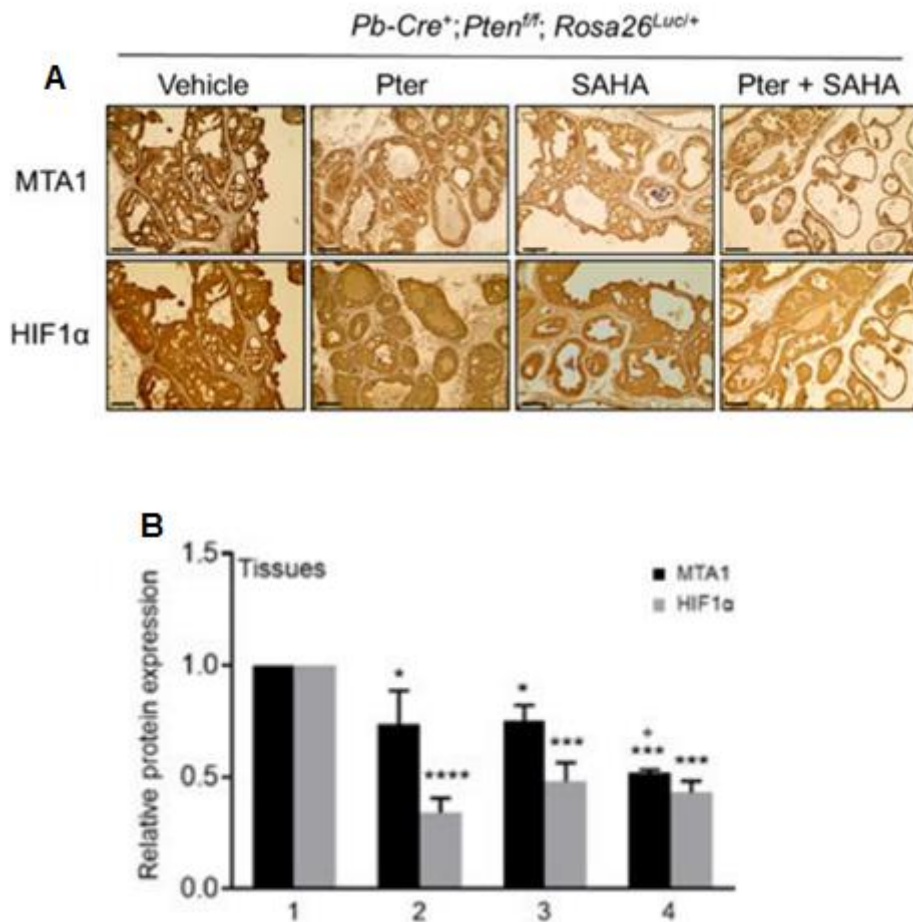 Pb-Cre⁺; Ptenᶠ/ᶠ; Rosa26ᴸᵘᶜ/⁺
A
Vehicle Pter SAHA Pter + SAHA
MTA1
HIF1α
B
Relative protein expression
1.5
1.0
0.5
0.0
Tissues
MTA1
HIF1α
*
****
*
***
*
***
***
1 2 3 4